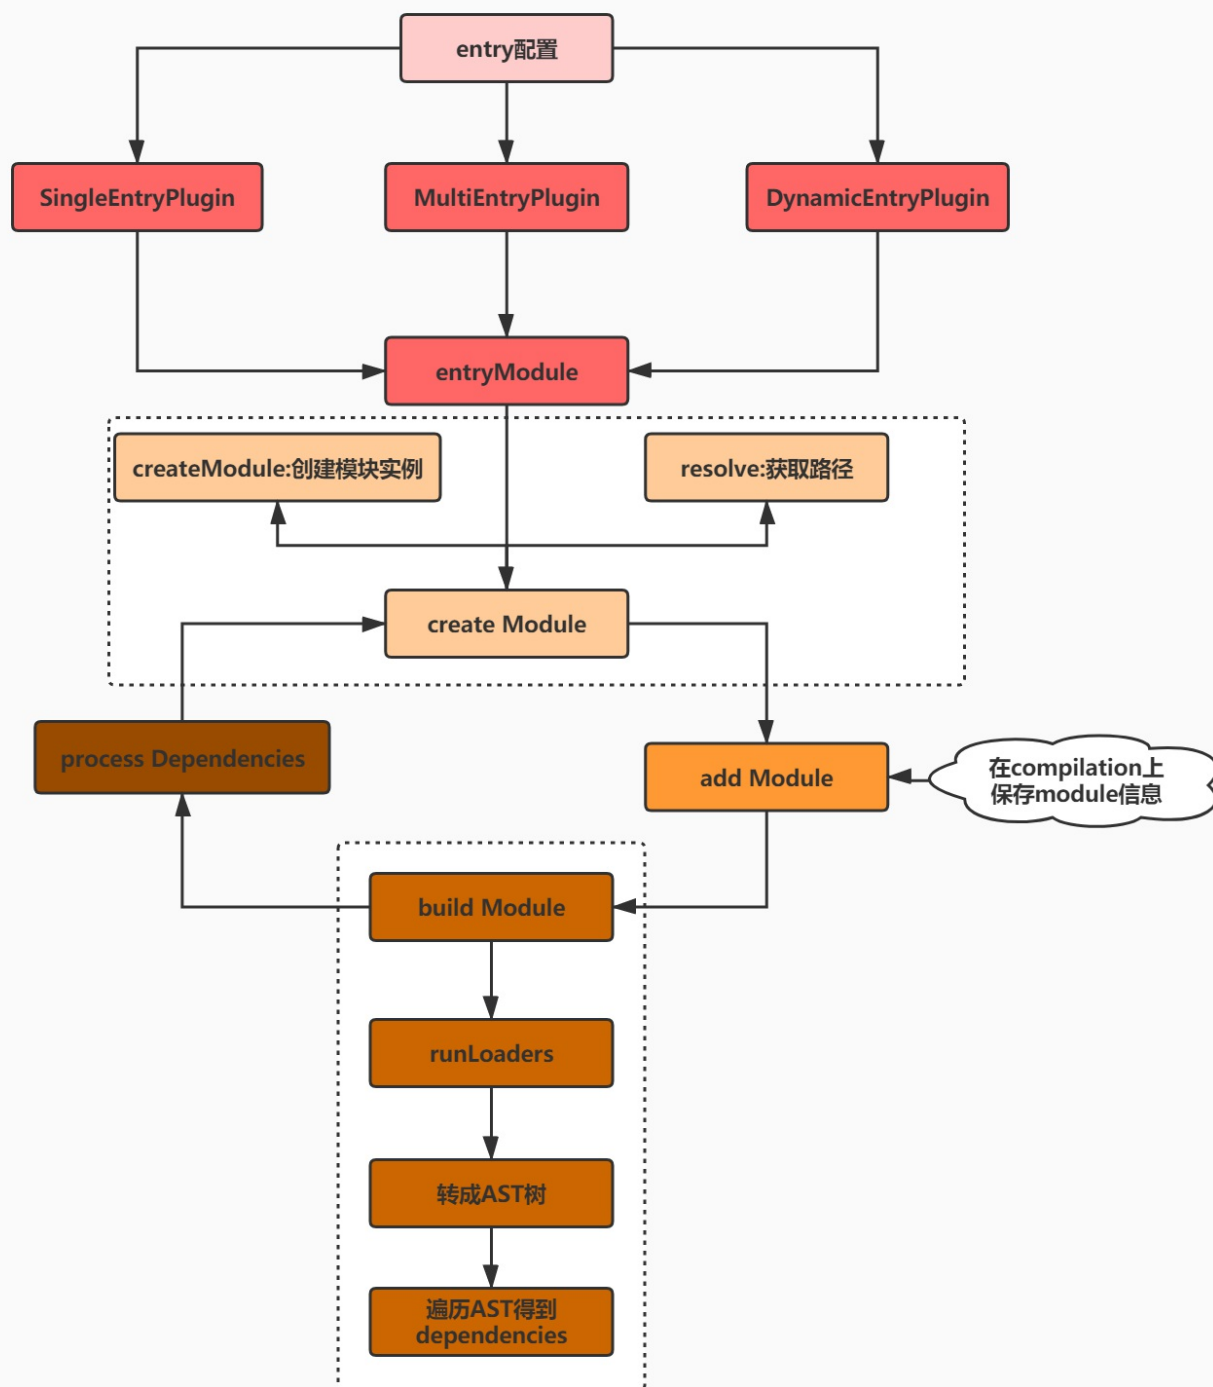 entry配置
SingleEntryPlugin
MultiEntryPlugin
DynamicEntryPlugin
entryModule
createModule:创建模块实例
resolve:获取路径
create Module
process Dependencies
add Module
在compilation上
保存module信息
build Module
runLoaders
转成AST树
遍历AST得到
dependencies